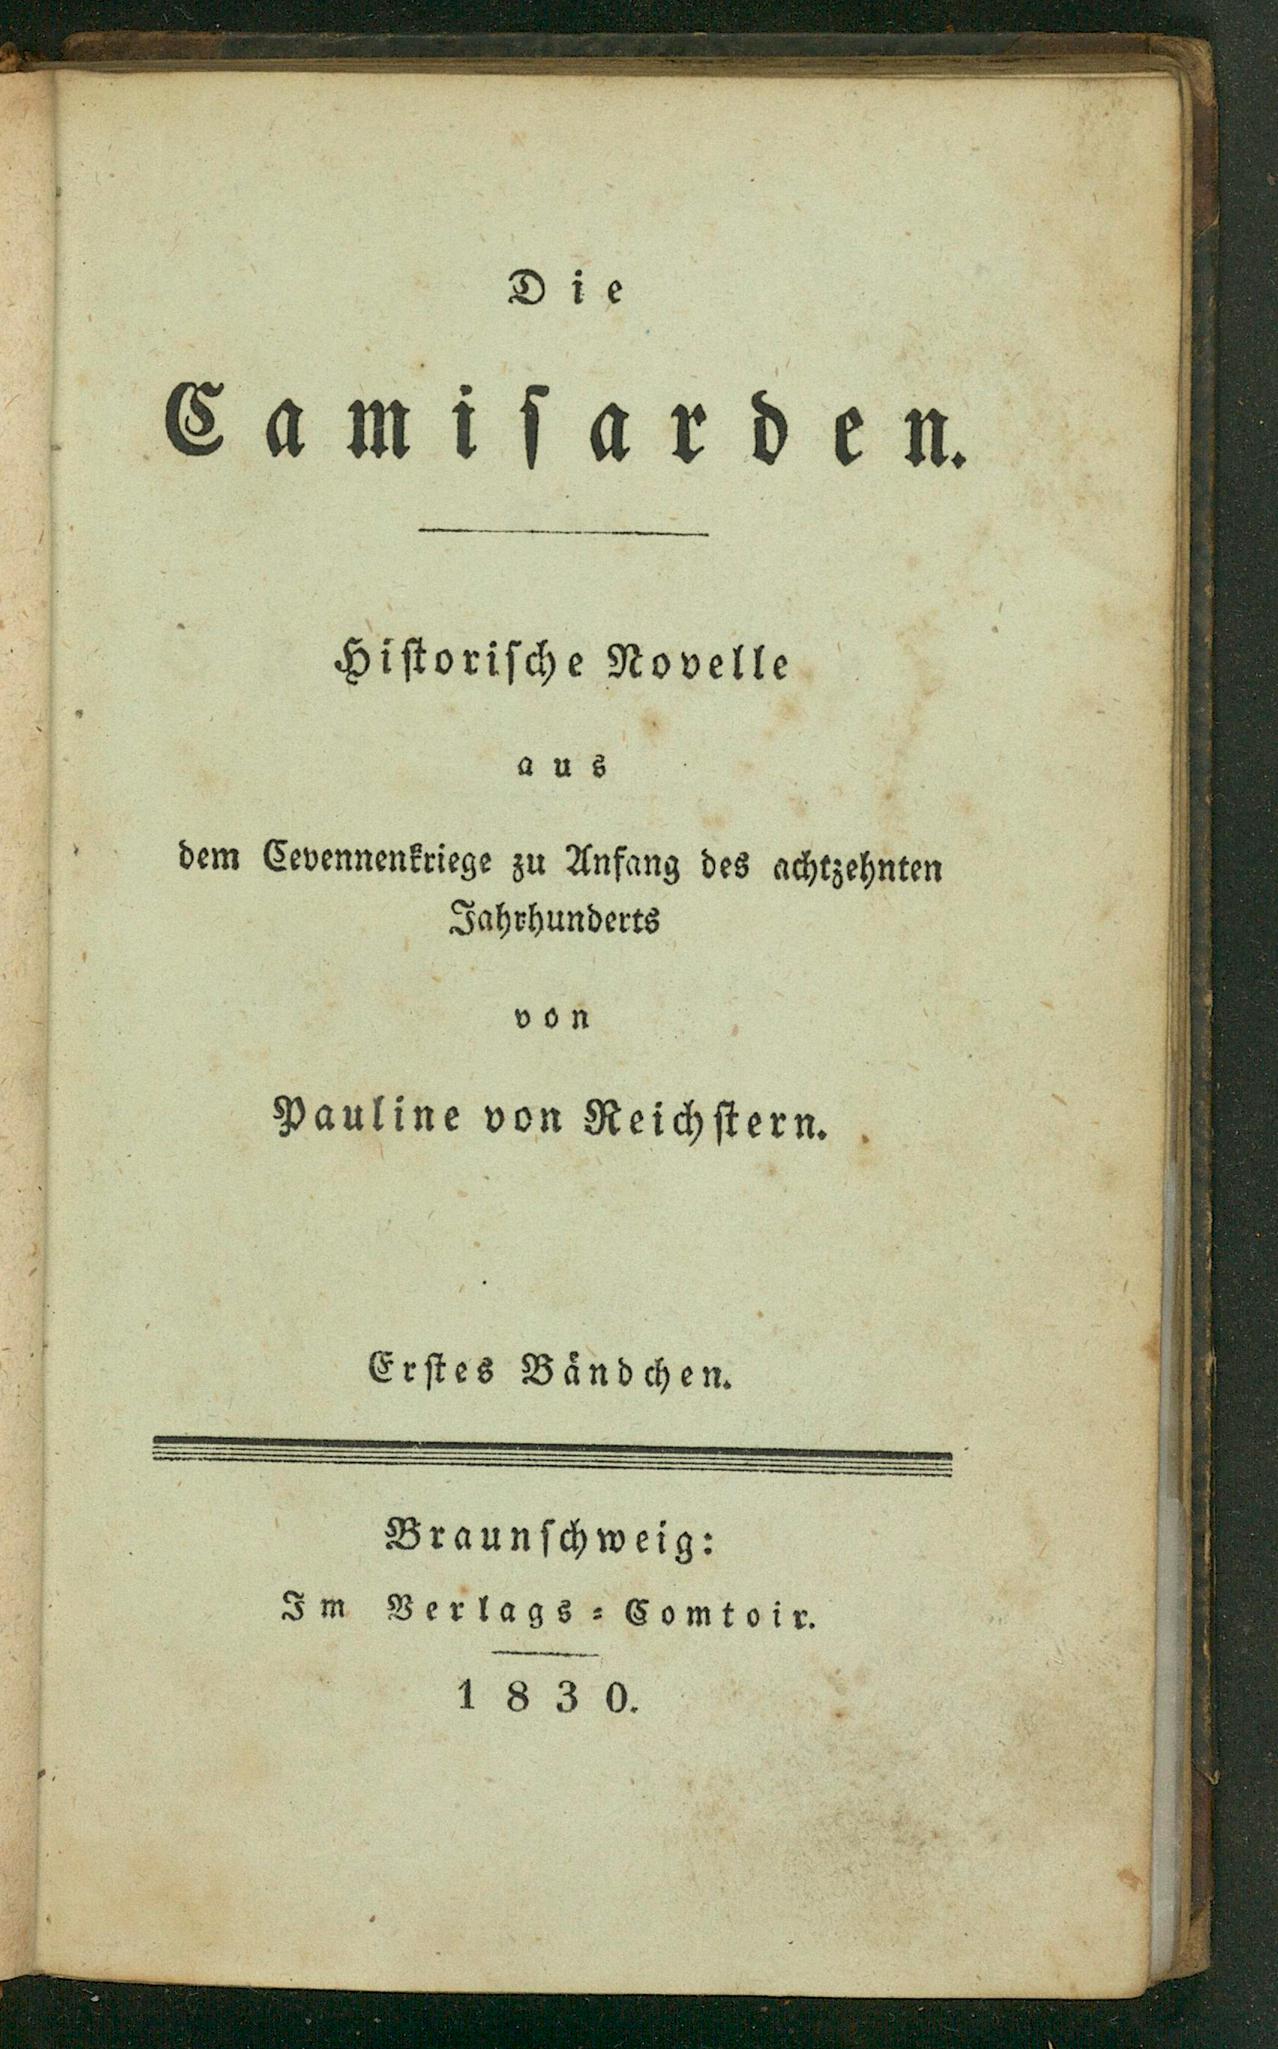 Die
Camiſarden.
Hiſtoriſche Novelle
aus
dem Cevennenkriege zu Anfang des achtzehnten
Jahrhunderts
von
Pauline von Reichſtern.
Erſtes Bändchen.
Braunſchweig:
Im Verlags-Comtoir.
1830.